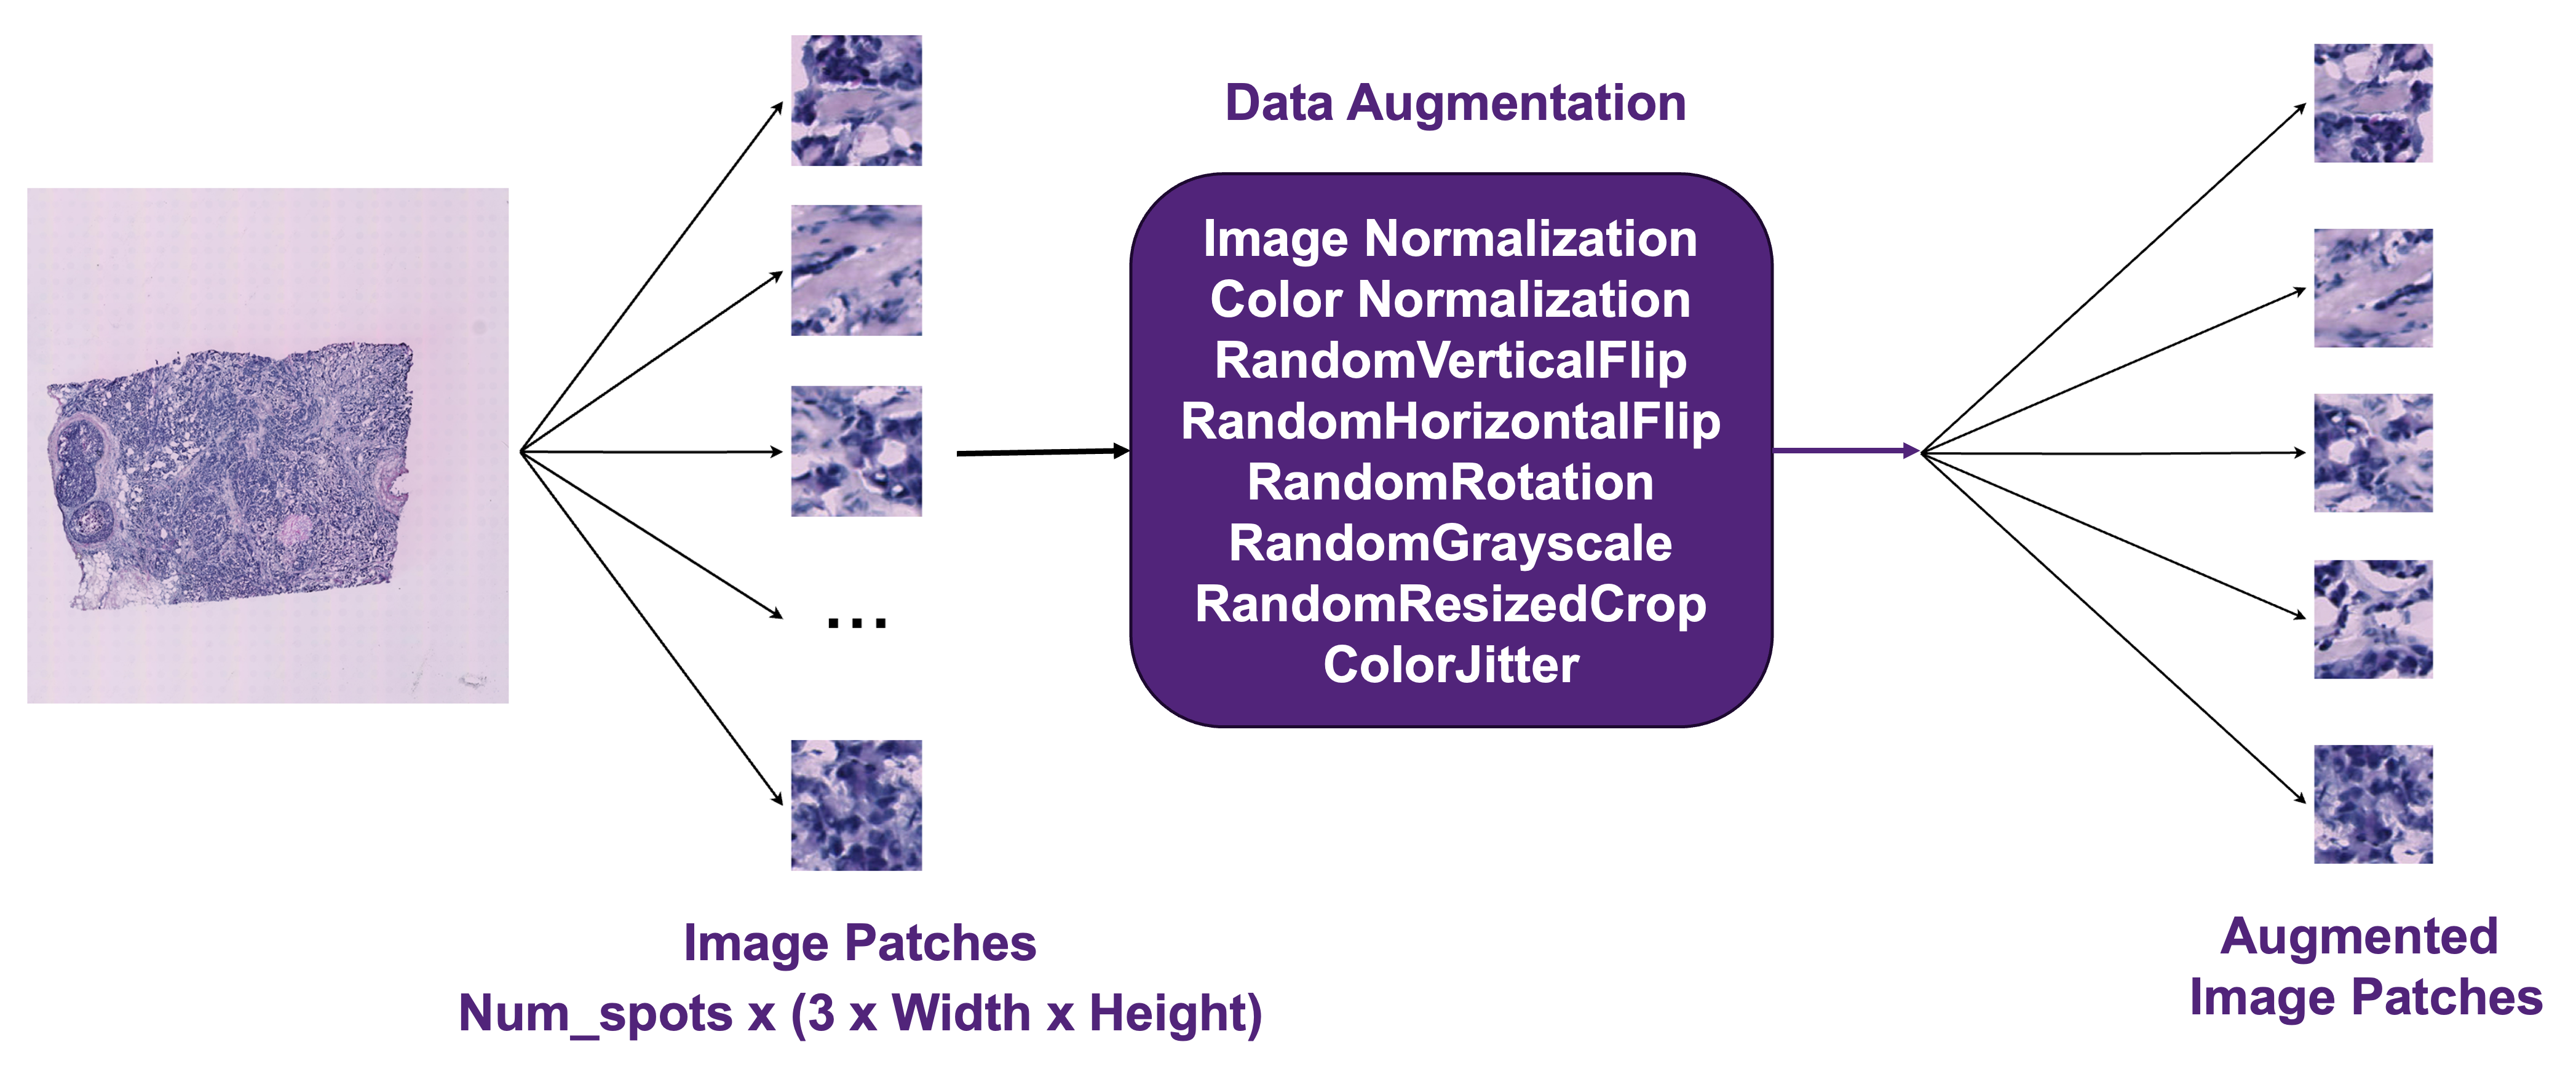 Data Augmentation
Image Normalization
Color Normalization
RandomVerticalFlip
RandomHorizontalFlip
RandomRotation
RandomGrayscale
RandomResizedCrop
ColorJitter
...
Image Patches
Num_spots x (3 x Width x Height)
Augmented
Image Patches